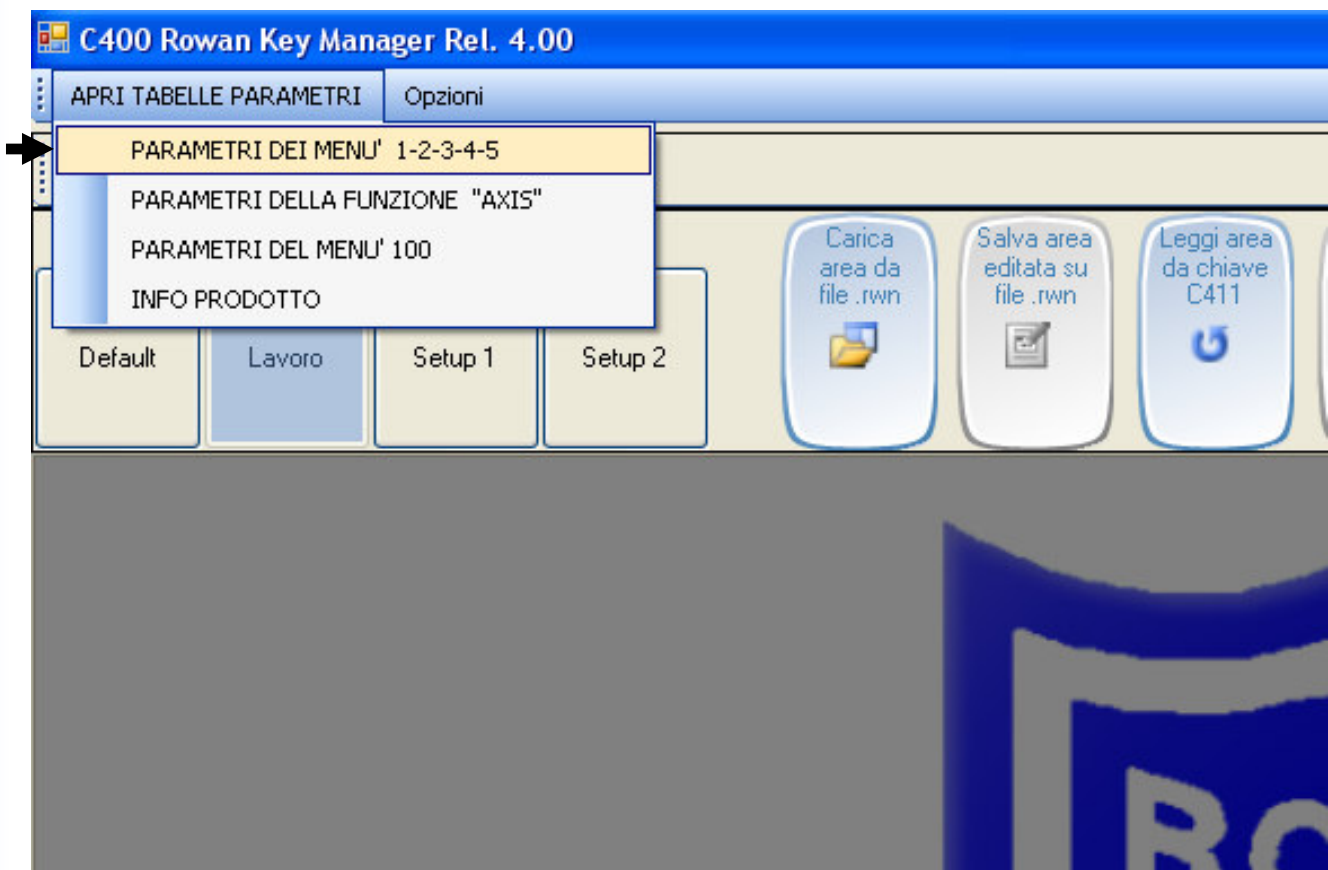 C400 Rowan Key Manager Rel. 4.00
APRI TABELLE PARAMETRI Opzioni
PARAMETRI DEI MENU' 1-2-3-4-5
PARAMETRI DELLA FUNZIONE "AXIS"
PARAMETRI DEL MENU' 100
INFO PRODOTTO
Default
Lavoro
Setup 1
Setup 2
Carica
area da
file .rwn
Salva area
editata su
file .rwn
Leggi area
da chiave
C411